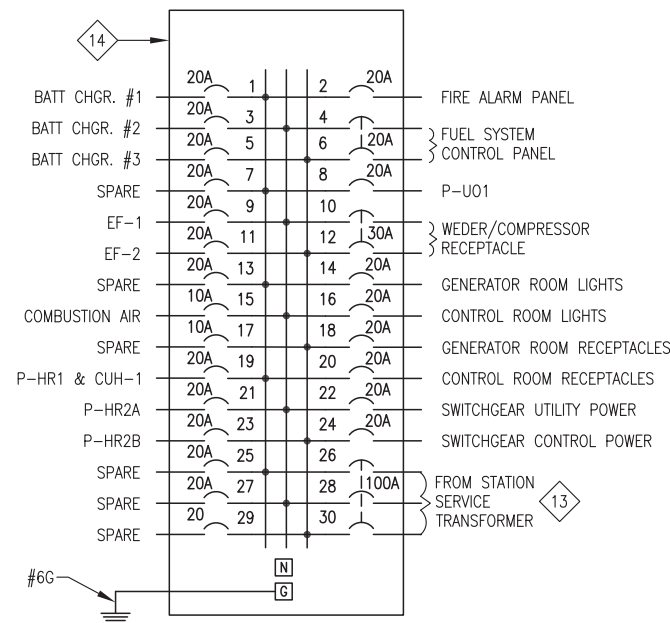 14
20A 1 2 20A
BATT CHGR. #1 FIRE ALARM PANEL
20A 3 4
BATT CHGR. #2 FUEL SYSTEM
20A 5 6 20A
BATT CHGR. #3 CONTROL PANEL
20A 7 8 20A
SPARE P-U01
20A 9 10
EF-1 WEDER/COMPRESSOR
20A 11 12 30A
EF-2 RECEPTACLE
20A 13 14 20A
SPARE GENERATOR ROOM LIGHTS
10A 15 16 20A
COMBUSTION AIR CONTROL ROOM LIGHTS
10A 17 18 20A
SPARE GENERATOR ROOM RECEPTACLES
20A 19 20 20A
P-HR1 & CUH-1 CONTROL ROOM RECEPTACLES
20A 21 22 20A
P-HR2A SWITCHGEAR UTILITY POWER
20A 23 24 20A
P-HR2B SWITCHGEAR CONTROL POWER
20A 25 26
SPARE FROM STATION
20A 27 28 100A
SPARE SERVICE 13
20 29 30 TRANSFORMER
SPARE
N
#6G G